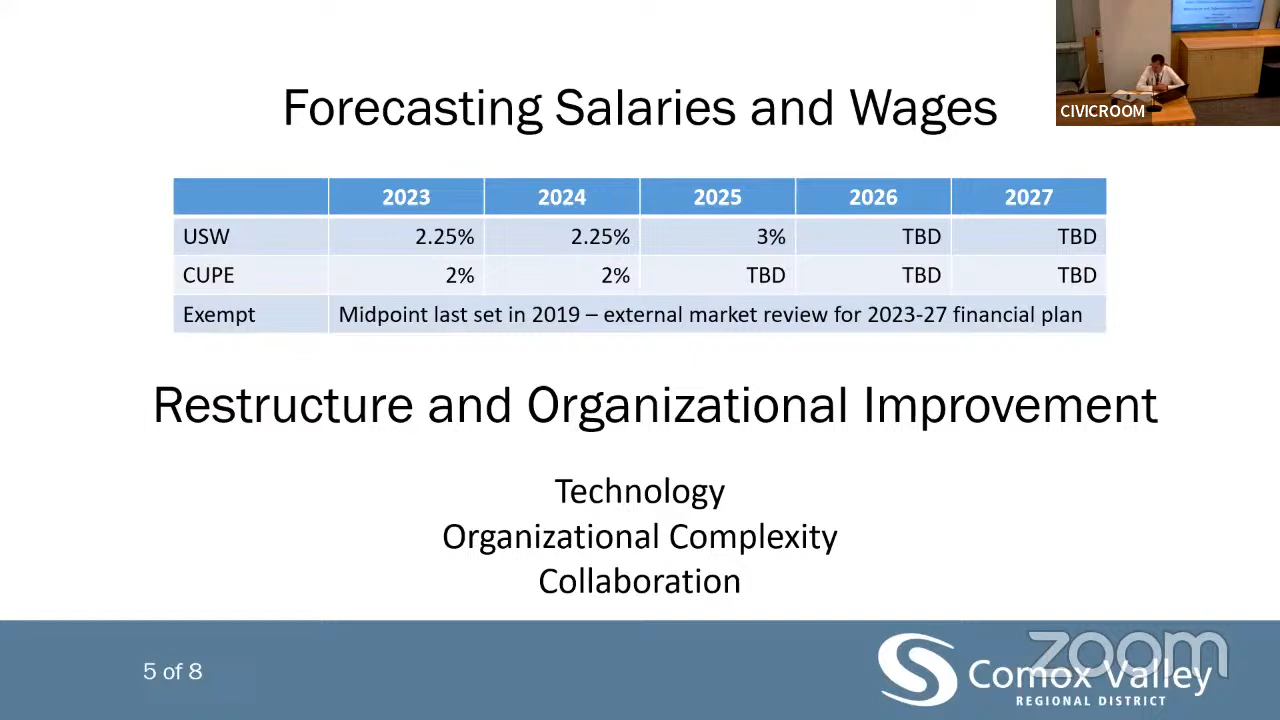 CIVICROOM
Forecasting Salaries and Wages
2023 2024 2025 2026 2027
USW 2.25% 2.25% 3% TBD TBD
CUPE 2% 2% TBD TBD TBD
Exempt Midpoint last set in 2019 – external market review for 2023-27 financial plan
Restructure and Organizational Improvement
Technology
Organizational Complexity
Collaboration
5 of 8
zoom
Comox Valley
REGIONAL DISTRICT